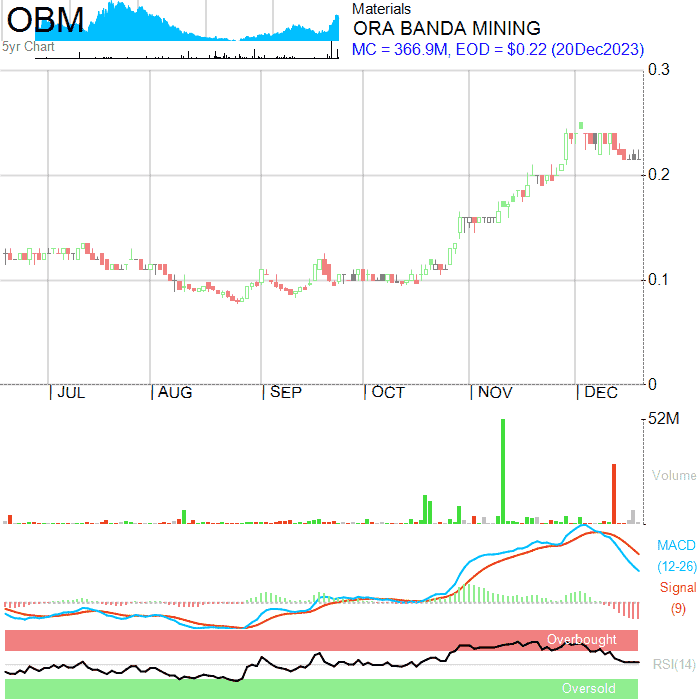 OBM
5yr Chart
Materials
ORA BANDA MINING
MC = 366.9M, EOD = $0.22 (20Dec2023)
0.3
0.2
0.1
0
JUL
AUG
SEP
OCT
NOV
DEC
52M
Volume
MACD
(12-26)
Signal
(9)
Overbought
RSI(14)
Oversold